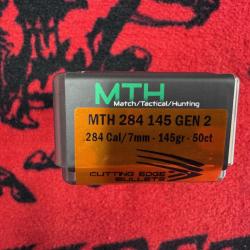 MTH
Match/Tactical/Hunting
MTH 284 145 GEN 2
.284 Cal/7mm - 145gr - 50ct
CUTTING EDGE
BULLETS